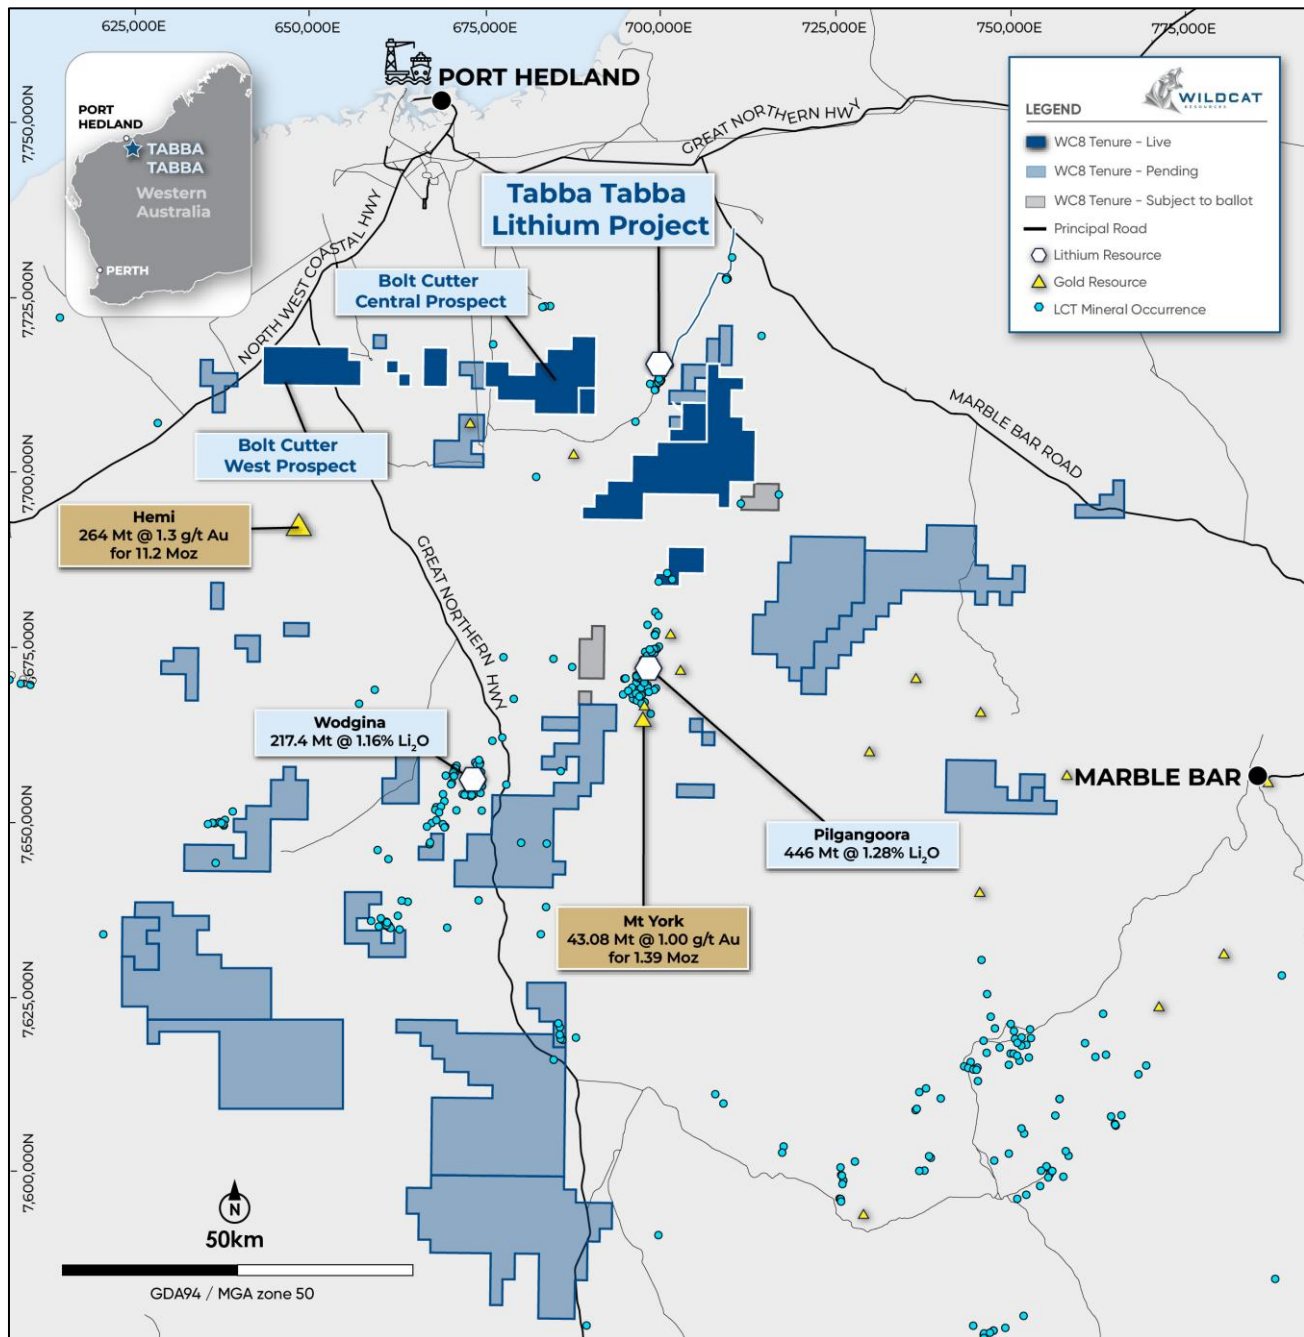 625,000E
650,000E
675,000E
700,000E
725,000E
750,000E
775,000E
7,750,000N
7,725,000N
7,700,000N
7,675,000N
7,650,000N
7,625,000N
7,600,000N
PORT
HEDLAND
TABBA
TABBA
Western
Australia
PERTH
PORT HEDLAND
GREAT NORTHERN HWY
NORTH WEST COASTAL HWY
WILDCAT
RESOURCES
LEGEND
WC8 Tenure - Live
WC8 Tenure - Pending
WC8 Tenure - Subject to ballot
Principal Road
Lithium Resource
Gold Resource
LCT Mineral Occurrence
Tabba Tabba
Lithium Project
Bolt Cutter
Central Prospect
Bolt Cutter
West Prospect
MARBLE BAR ROAD
Hemi
264 Mt @ 1.3 g/t Au
for 11.2 Moz
GREAT NORTHERN HWY
Wodgina
217.4 Mt @ 1.16% Li₂O
MARBLE BAR
Pilgangoora
446 Mt @ 1.28% Li₂O
Mt York
43.08 Mt @ 1.00 g/t Au
for 1.39 Moz
N
50km
GDA94 / MGA zone 50